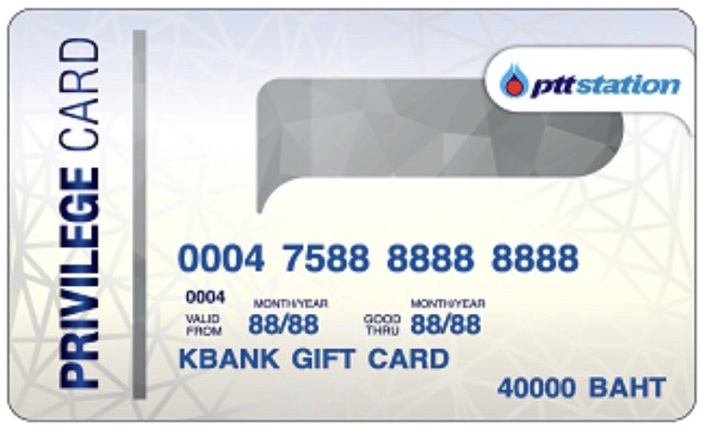 PRIVILEGE CARD
pttstation
0004 7588 8888 8888
0004
MONTH/YEAR MONTH/YEAR
VALID FROM 88/88 GOOD THRU 88/88
KBANK GIFT CARD
40000 BAHT